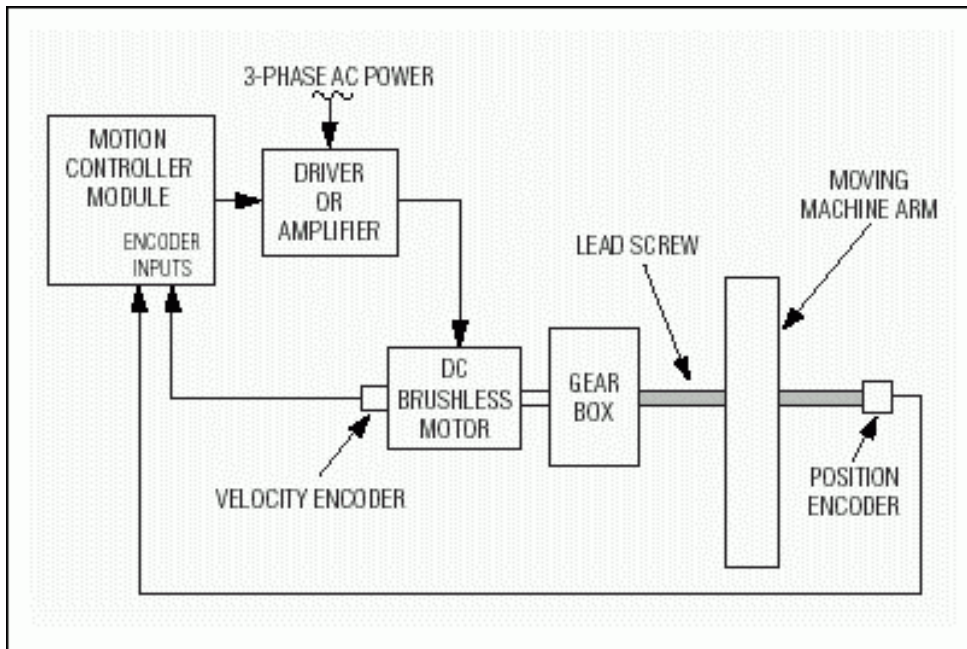 3-PHASE AC POWER
MOTION
CONTROLLER
MODULE
ENCODER
INPUTS
DRIVER
OR
AMPLIFIER
MOVING
MACHINE ARM
LEAD SCREW
DC
BRUSHLESS
MOTOR
GEAR
BOX
VELOCITY ENCODER
POSITION
ENCODER